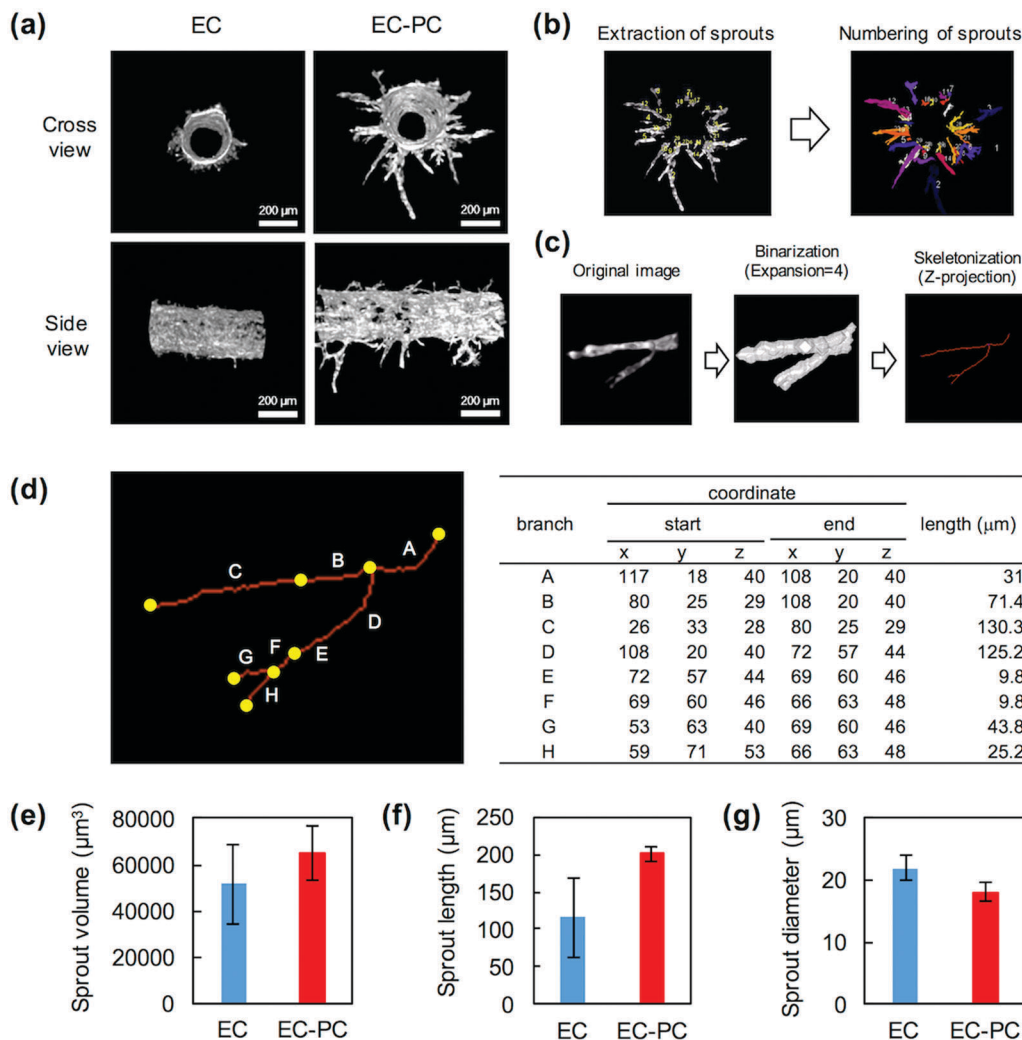 (a)
EC
EC-PC
Cross
view
200 µm
200 µm
Side
view
200 µm
200 µm
(b)
Extraction of sprouts
Numbering of sprouts
(c)
Original image
Binarization
(Expansion=4)
Skeletonization
(Z-projection)
(d)
A
B
C
D
E
F
G
H
coordinate
branch start end length (µm)
x y z x y z
A 117 18 40 108 20 40 31
B 80 25 29 108 20 40 71.4
C 26 33 28 80 25 29 130.3
D 108 20 40 72 57 44 125.2
E 72 57 44 69 60 46 9.8
F 69 60 46 66 63 48 9.8
G 53 63 40 69 60 46 43.8
H 59 71 53 66 63 48 25.2
(e)
Sprout volume (µm³)
80000
60000
40000
20000
0
EC EC-PC
(f)
Sprout length (µm)
250
200
150
100
50
0
EC EC-PC
(g)
Sprout diameter (µm)
30
20
10
0
EC EC-PC